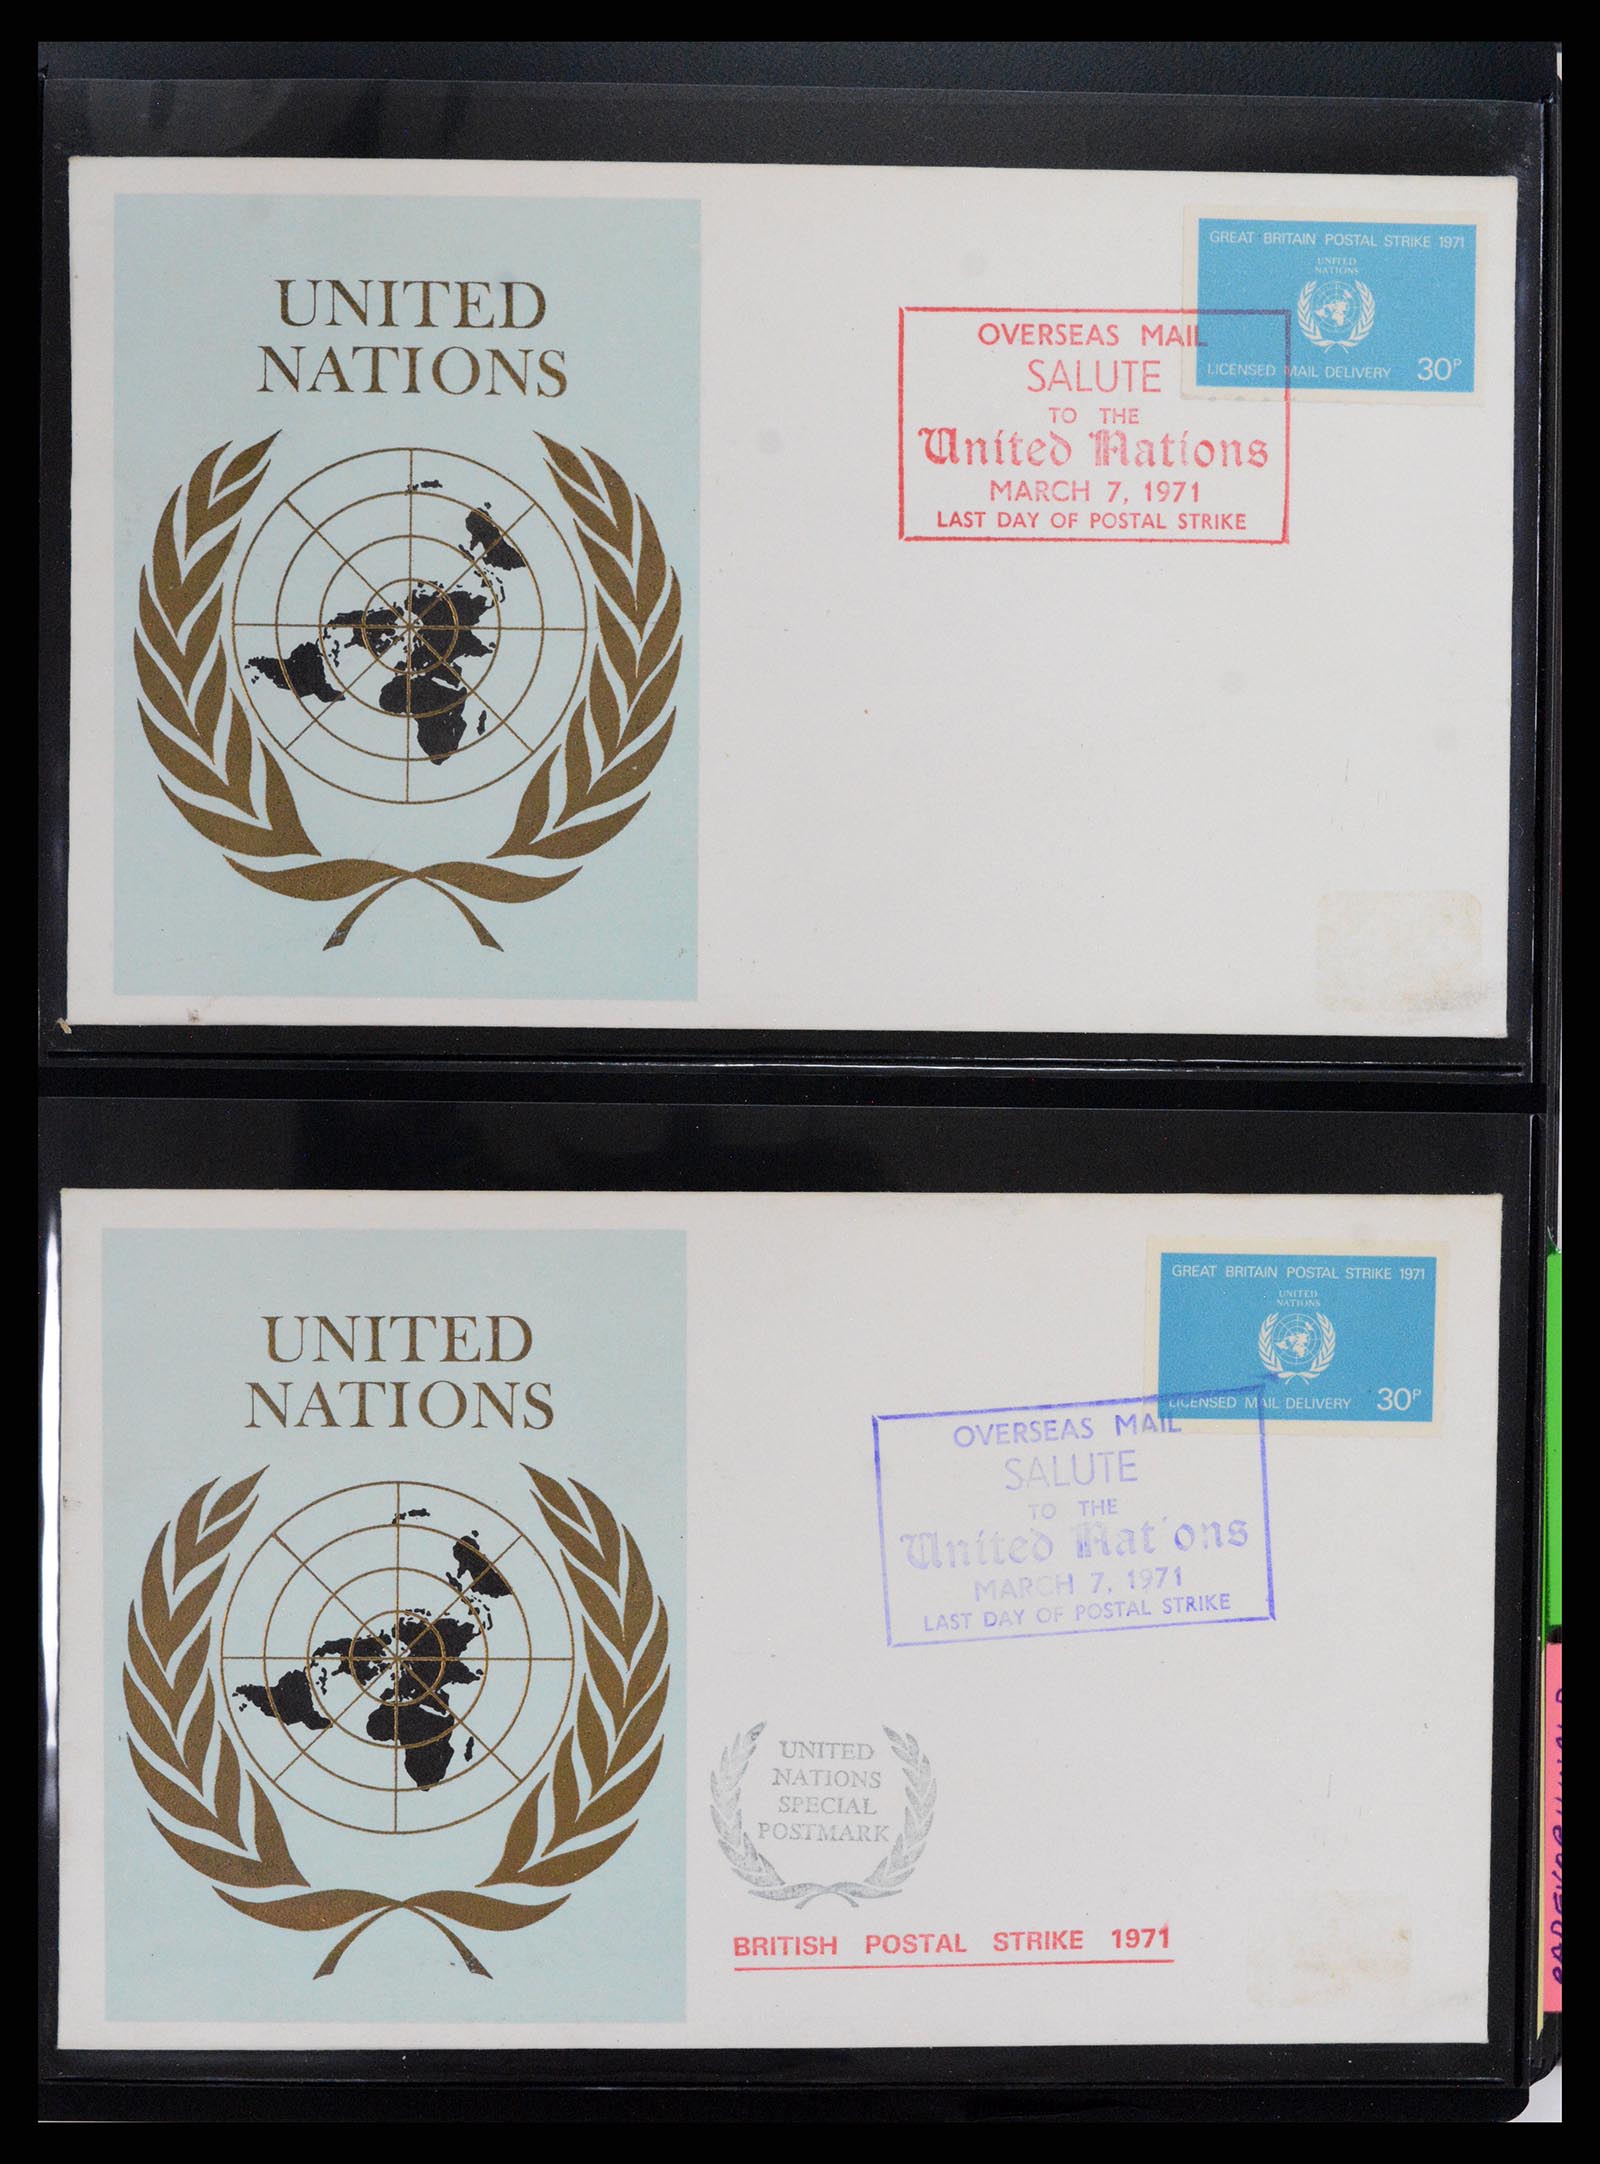 UNITED
NATIONS
GREAT BRITAIN POSTAL STRIKE 1971
UNITED
NATIONS
LICENSED MAIL DELIVERY 30P
OVERSEAS MAIL
SALUTE
TO THE
United Nations
MARCH 7, 1971
LAST DAY OF POSTAL STRIKE
UNITED
NATIONS
GREAT BRITAIN POSTAL STRIKE 1971
UNITED
NATIONS
LICENSED MAIL DELIVERY 30P
OVERSEAS MAIL
SALUTE
TO THE
United Nat ons
MARCH 7, 1971
LAST DAY OF POSTAL STRIKE
UNITED
NATIONS
SPECIAL
POSTMARK
BRITISH POSTAL STRIKE 1971